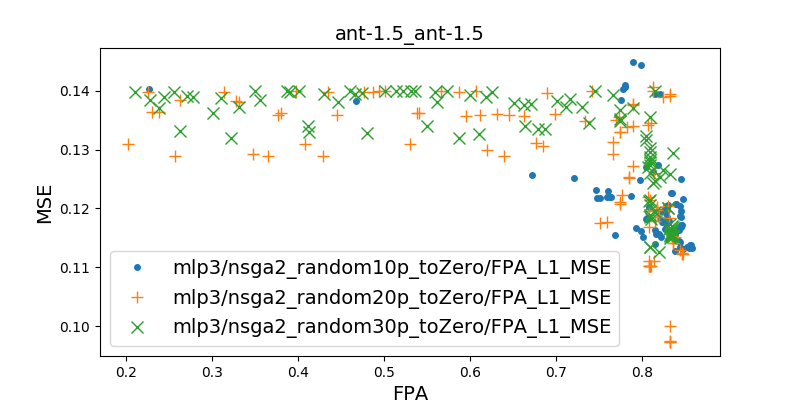 ant-1.5_ant-1.5
MSE
0.14
0.13
0.12
0.11
0.10
mlp3/nsga2_random10p_toZero/FPA_L1_MSE
mlp3/nsga2_random20p_toZero/FPA_L1_MSE
mlp3/nsga2_random30p_toZero/FPA_L1_MSE
0.2 0.3 0.4 0.5 0.6 0.7 0.8
FPA